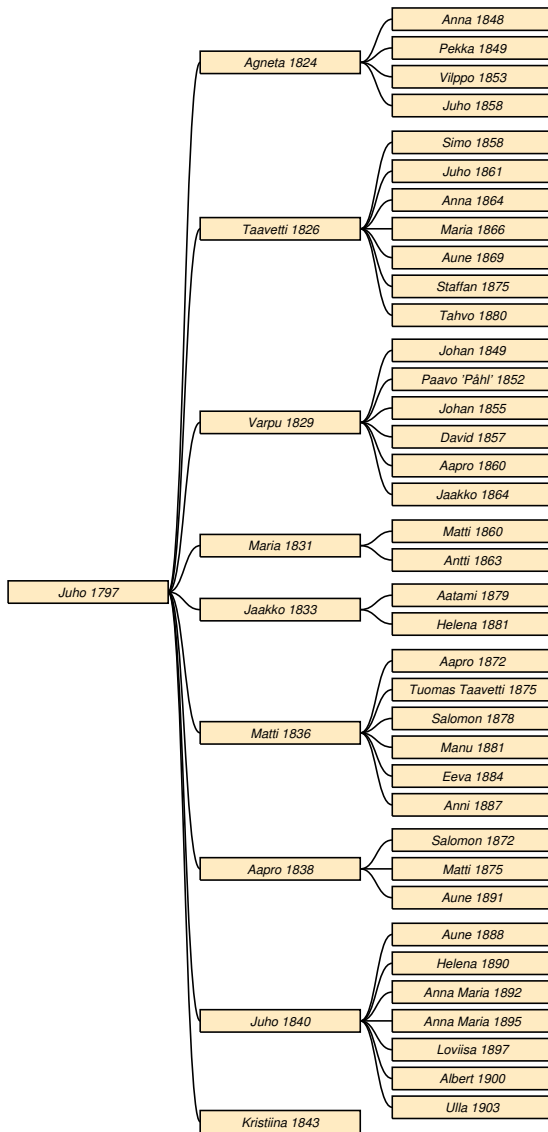 Juho 1797
Agneta 1824
Anna 1848
Pekka 1849
Vilppo 1853
Juho 1858
Taavetti 1826
Simo 1858
Juho 1861
Anna 1864
Maria 1866
Aune 1869
Staffan 1875
Tahvo 1880
Varpu 1829
Johan 1849
Paavo 'Påhl' 1852
Johan 1855
David 1857
Aapro 1860
Jaakko 1864
Maria 1831
Matti 1860
Antti 1863
Jaakko 1833
Aatami 1879
Helena 1881
Matti 1836
Aapro 1872
Tuomas Taavetti 1875
Salomon 1878
Manu 1881
Eeva 1884
Anni 1887
Aapro 1838
Salomon 1872
Matti 1875
Aune 1891
Juho 1840
Aune 1888
Helena 1890
Anna Maria 1892
Anna Maria 1895
Loviisa 1897
Albert 1900
Ulla 1903
Kristiina 1843